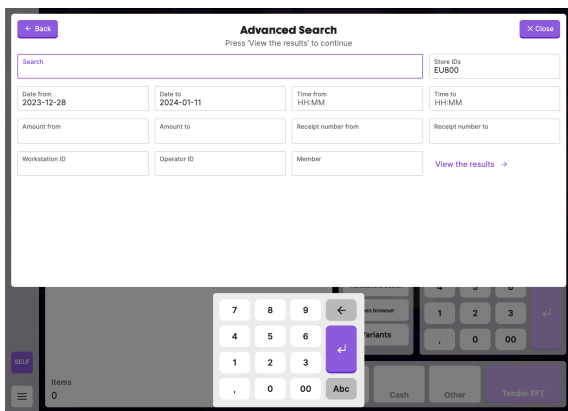 ← Back
Advanced Search
× Close
Press 'View the results' to continue
Search
Store IDs
EU800
Date from
2023-12-28
Date to
2024-01-11
Time from
HH:MM
Time to
HH:MM
Amount from
Amount to
Receipt number from
Receipt number to
Workstation ID
Operator ID
Member
View the results →
7 8 9 ←
4 5 6
1 2 3
, 0 00 Abc
en browser
ariants
1 2 3
, 0 00
SELF
Items
0
Cash
Other
Tender EFT